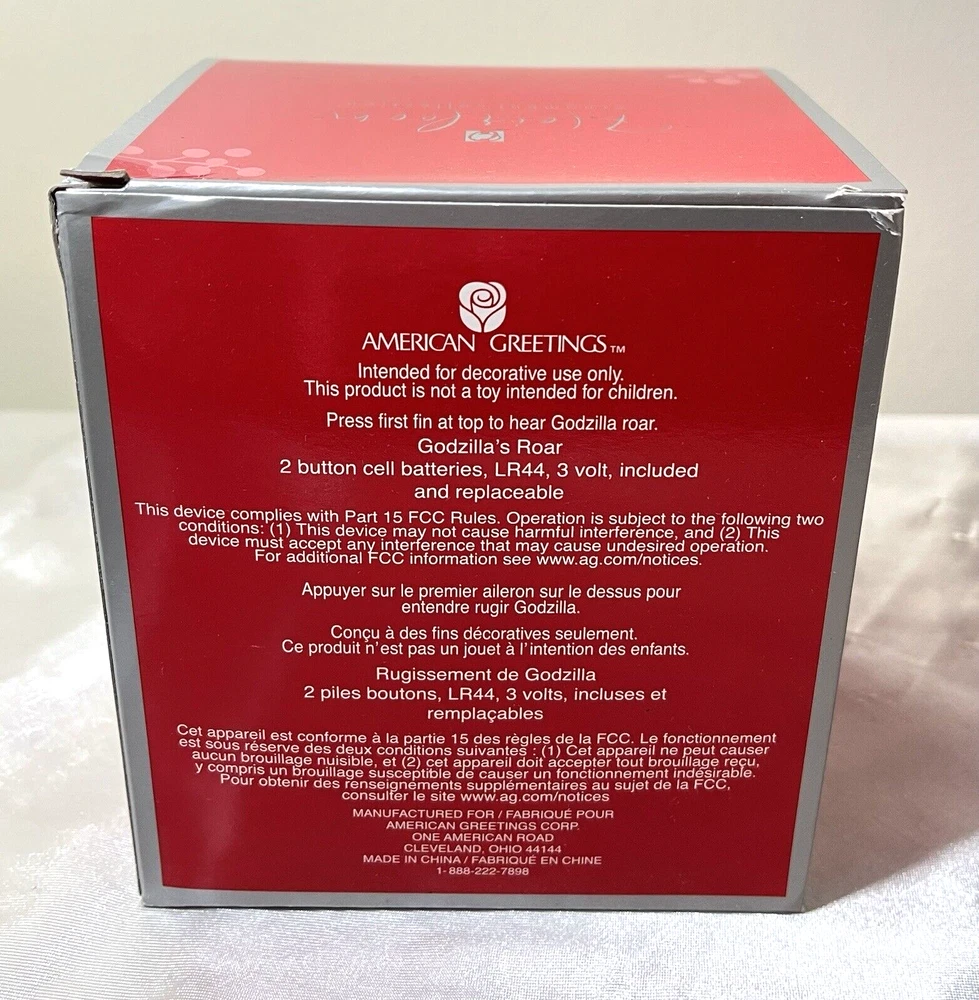 AMERICAN GREETINGS™
Intended for decorative use only.
This product is not a toy intended for children.
Press first fin at top to hear Godzilla roar.
Godzilla's Roar
2 button cell batteries, LR44, 3 volt, included
and replaceable
This device complies with Part 15 FCC Rules. Operation is subject to the following two
conditions: (1) This device may not cause harmful interference, and (2) This
device must accept any interference that may cause undesired operation.
For additional FCC information see www.ag.com/notices.
Appuyer sur le premier aileron sur le dessus pour
entendre rugir Godzilla.
Conçu à des fins décoratives seulement.
Ce produit n'est pas un jouet à l'intention des enfants.
Rugissement de Godzilla
2 piles boutons, LR44, 3 volts, incluses et
remplaçables
Cet appareil est conforme à la partie 15 des règles de la FCC. Le fonctionnement
est sous réserve des deux conditions suivantes : (1) Cet appareil ne peut causer
aucun brouillage nuisible, et (2) cet appareil doit accepter tout brouillage reçu,
y compris un brouillage susceptible de causer un fonctionnement indésirable.
Pour obtenir des renseignements supplémentaires au sujet de la FCC,
consulter le site www.ag.com/notices
MANUFACTURED FOR / FABRIQUÉ POUR
AMERICAN GREETINGS CORP.
ONE AMERICAN ROAD
CLEVELAND, OHIO 44144
MADE IN CHINA / FABRIQUÉ EN CHINE
1-888-222-7898